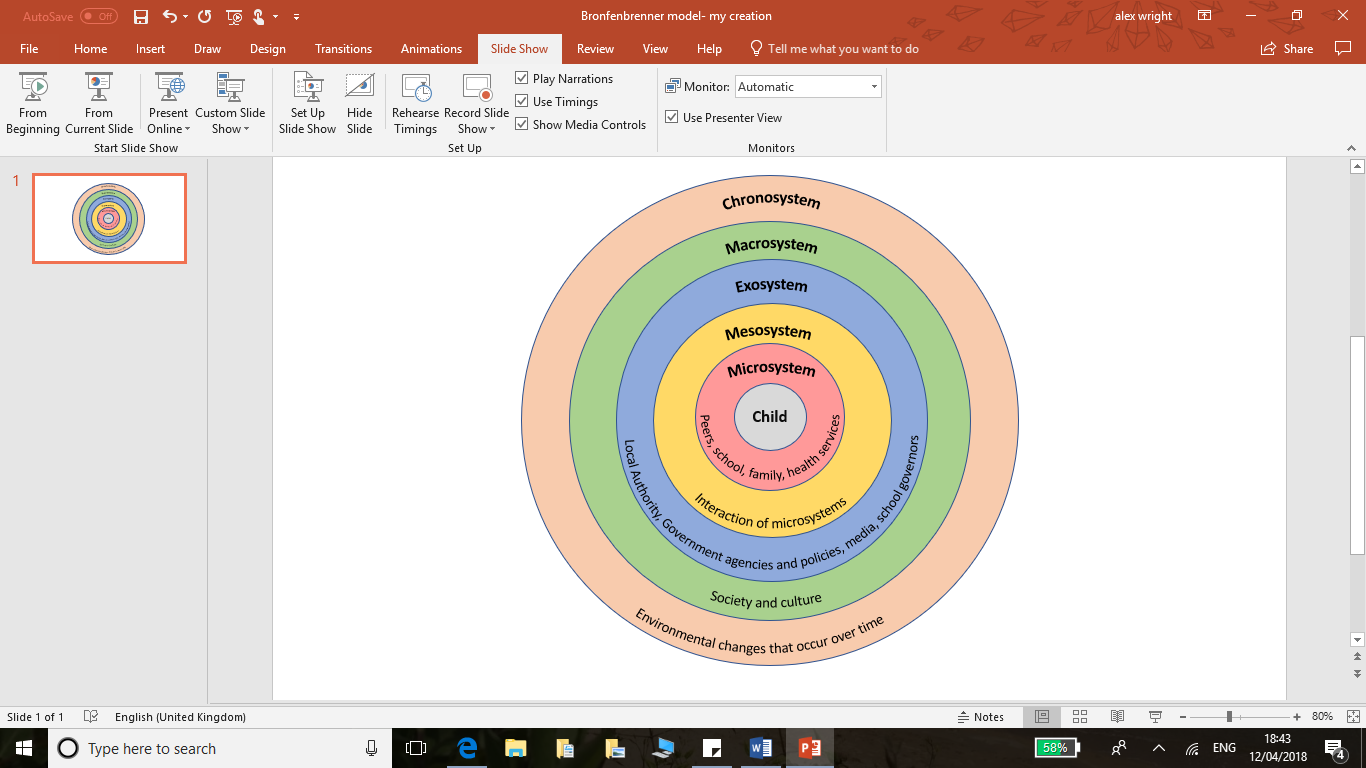 AutoSave Off
Bronfenbrenner model- my creation
alex wright
File Home Insert Draw Design Transitions Animations Slide Show Review View Help Tell me what you want to do Share
From Beginning
From Current Slide
Present Online
Custom Slide Show
Start Slide Show
Set Up Slide Show
Hide Slide
Rehearse Timings
Record Slide Show
Play Narrations
Use Timings
Show Media Controls
Set Up
Monitor: Automatic
Use Presenter View
Monitors
1
Chronosystem
Macrosystem
Exosystem
Mesosystem
Microsystem
Child
Peers, school, family, health services
Interaction of microsystems
Local Authority, Government agencies and policies, media, school governors
Society and culture
Environmental changes that occur over time
Slide 1 of 1 English (United Kingdom) Notes 80%
Type here to search
58%
ENG
18:43
12/04/2018
4